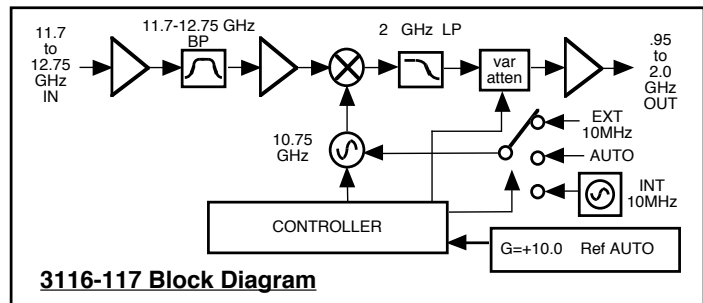 11.7
to
12.75
GHz
IN
11.7-12.75 GHz
BP
2 GHz LP
var
atten
.95
to
2.0
GHz
OUT
10.75
GHz
EXT
10MHz
AUTO
INT
10MHz
CONTROLLER
G=+10.0 Ref AUTO
3116-117 Block Diagram